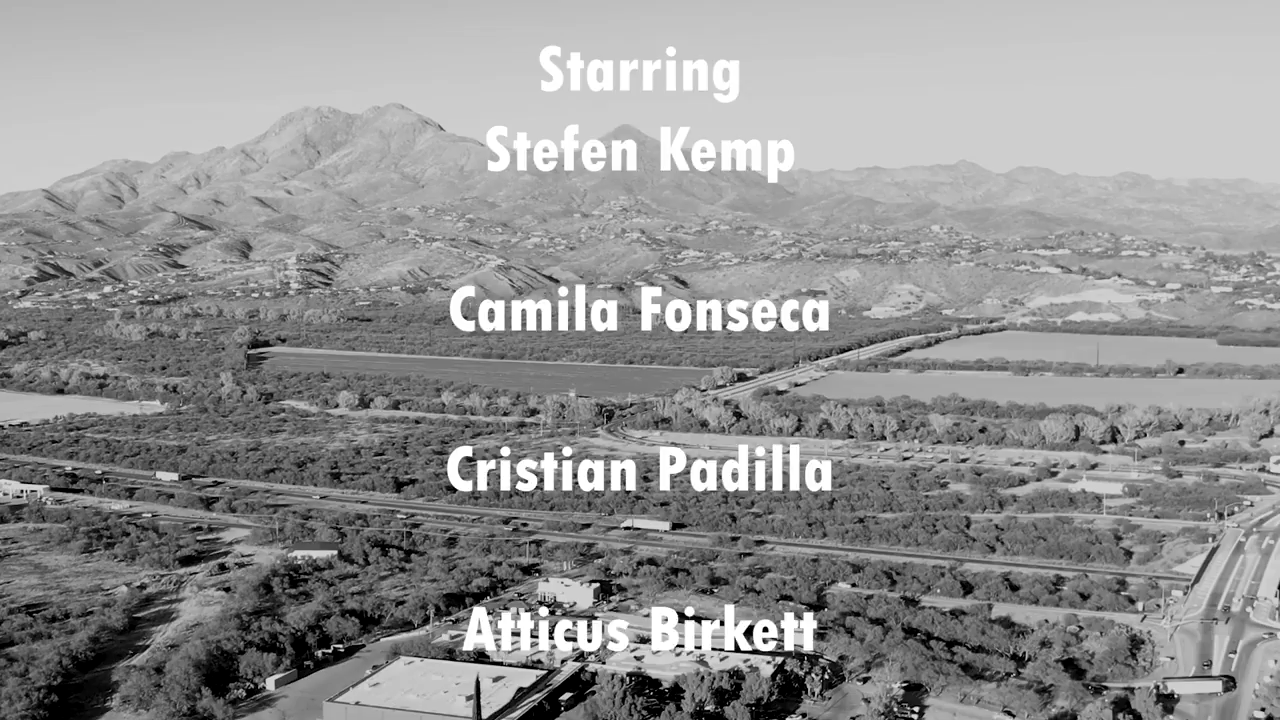 Starring
Stefen Kemp
Camila Fonseca
Cristian Padilla
Atticus Birkett